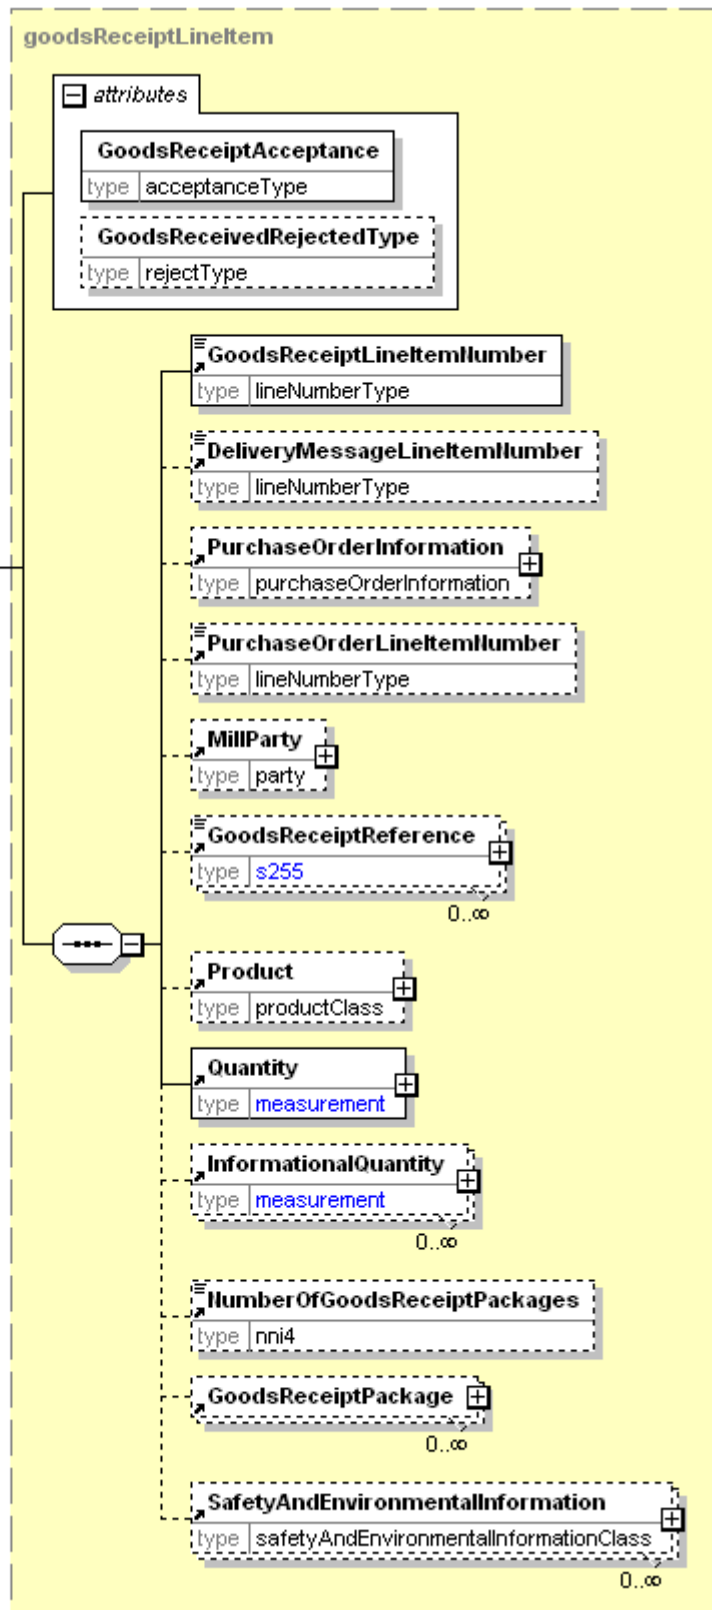 goodsReceiptLineItem
attributes
GoodsReceiptAcceptance
type acceptanceType
GoodsReceivedRejectedType
type rejectType
GoodsReceiptLineItemNumber
type lineNumberType
DeliveryMessageLineItemNumber
type lineNumberType
PurchaseOrderInformation
type purchaseOrderInformation
PurchaseOrderLineItemNumber
type lineNumberType
MillParty
type party
GoodsReceiptReference
type s255
0..∞
Product
type productClass
Quantity
type measurement
InformationalQuantity
type measurement
0..∞
NumberOfGoodsReceiptPackages
type nni4
GoodsReceiptPackage
0..∞
SafetyAndEnvironmentalInformation
type safetyAndEnvironmentalInformationClass
0..∞